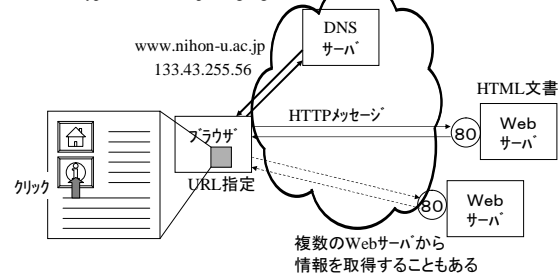 DNS
サーバ
www.nihon-u.ac.jp
133.43.255.56
HTML文書
HTTPメッセージ
ブラウザ
80
Web
サーバ
クリック
URL指定
80
Web
サーバ
複数のWebサーバから
情報を取得することもある